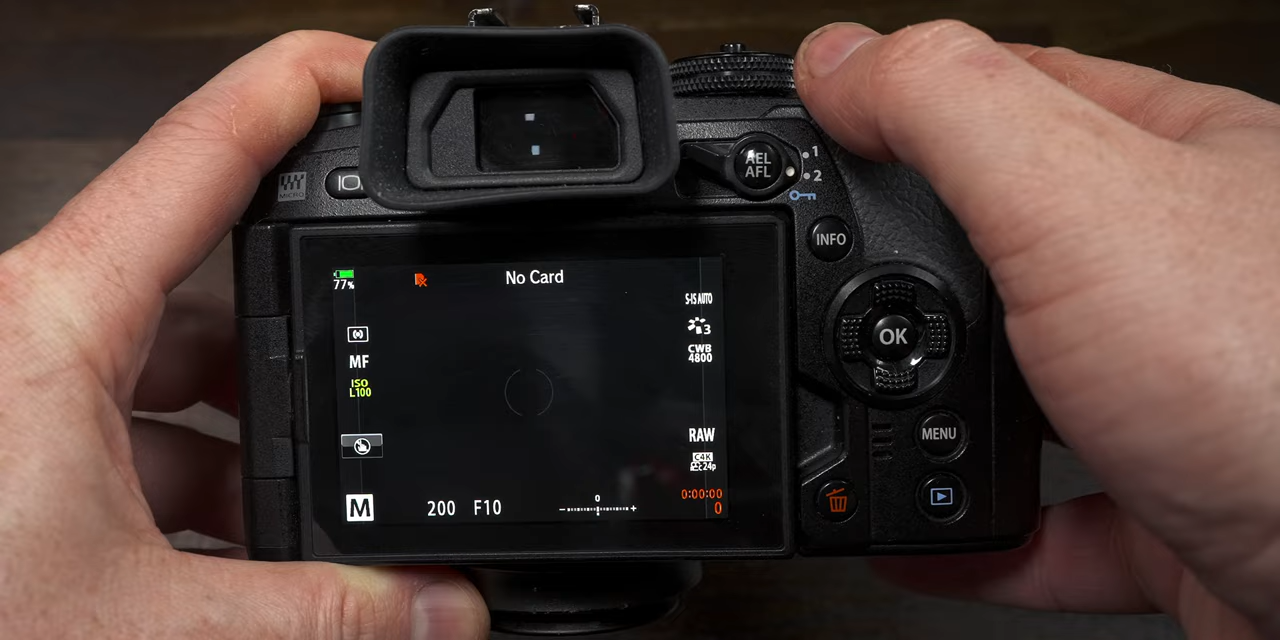 MICRO
AEL
AFL
1
2
INFO
77%
No Card
S-IS AUTO
3
MF
CWB
4800
ISO
L100
OK
RAW
C4K
24p
MENU
0:00:00
M
200 F10
0
− +
0